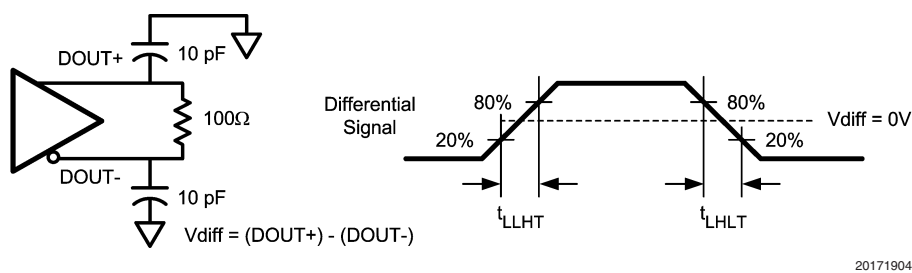 DOUT+
10 pF
100Ω
DOUT-
10 pF
Vdiff = (DOUT+) - (DOUT-)
Differential
Signal
80%
20%
80%
20%
Vdiff = 0V
tLLHT
tLHLT
20171904